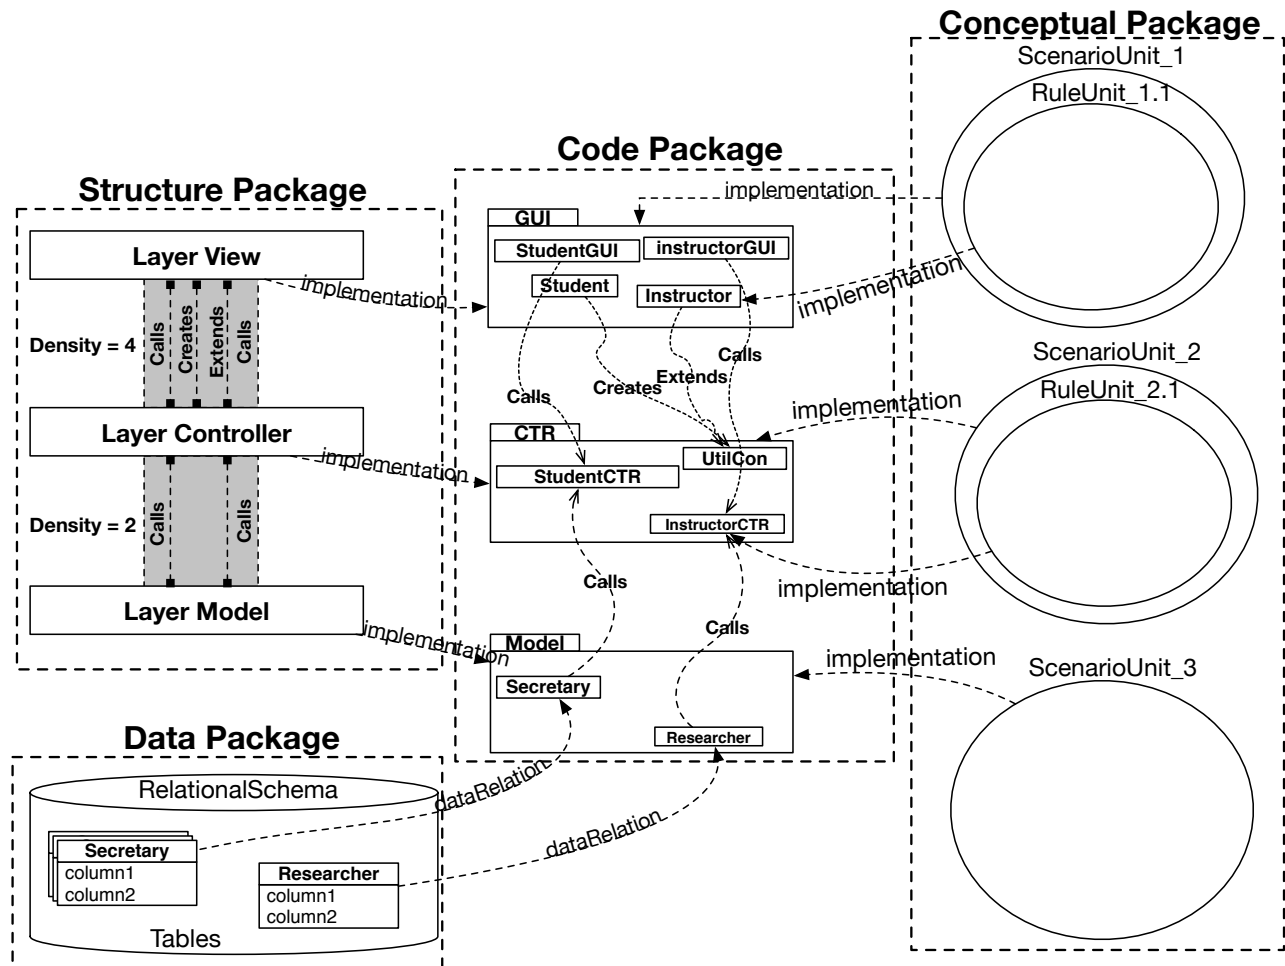 Conceptual Package
ScenarioUnit_1
RuleUnit_1.1
implementation
implementation
ScenarioUnit_2
RuleUnit_2.1
implementation
implementation
ScenarioUnit_3
implementation
Code Package
GUI
StudentGUI
instructorGUI
Student
Instructor
Calls
Creates
Extends
Calls
CTR
UtilCon
StudentCTR
InstructorCTR
Calls
Calls
Model
Secretary
Researcher
Structure Package
Layer View
implementation
Density = 4
Calls
Creates
Extends
Calls
Layer Controller
implementation
Density = 2
Calls
Calls
Layer Model
implementation
Data Package
RelationalSchema
dataRelation
dataRelation
Secretary
column1
column2
Researcher
column1
column2
Tables